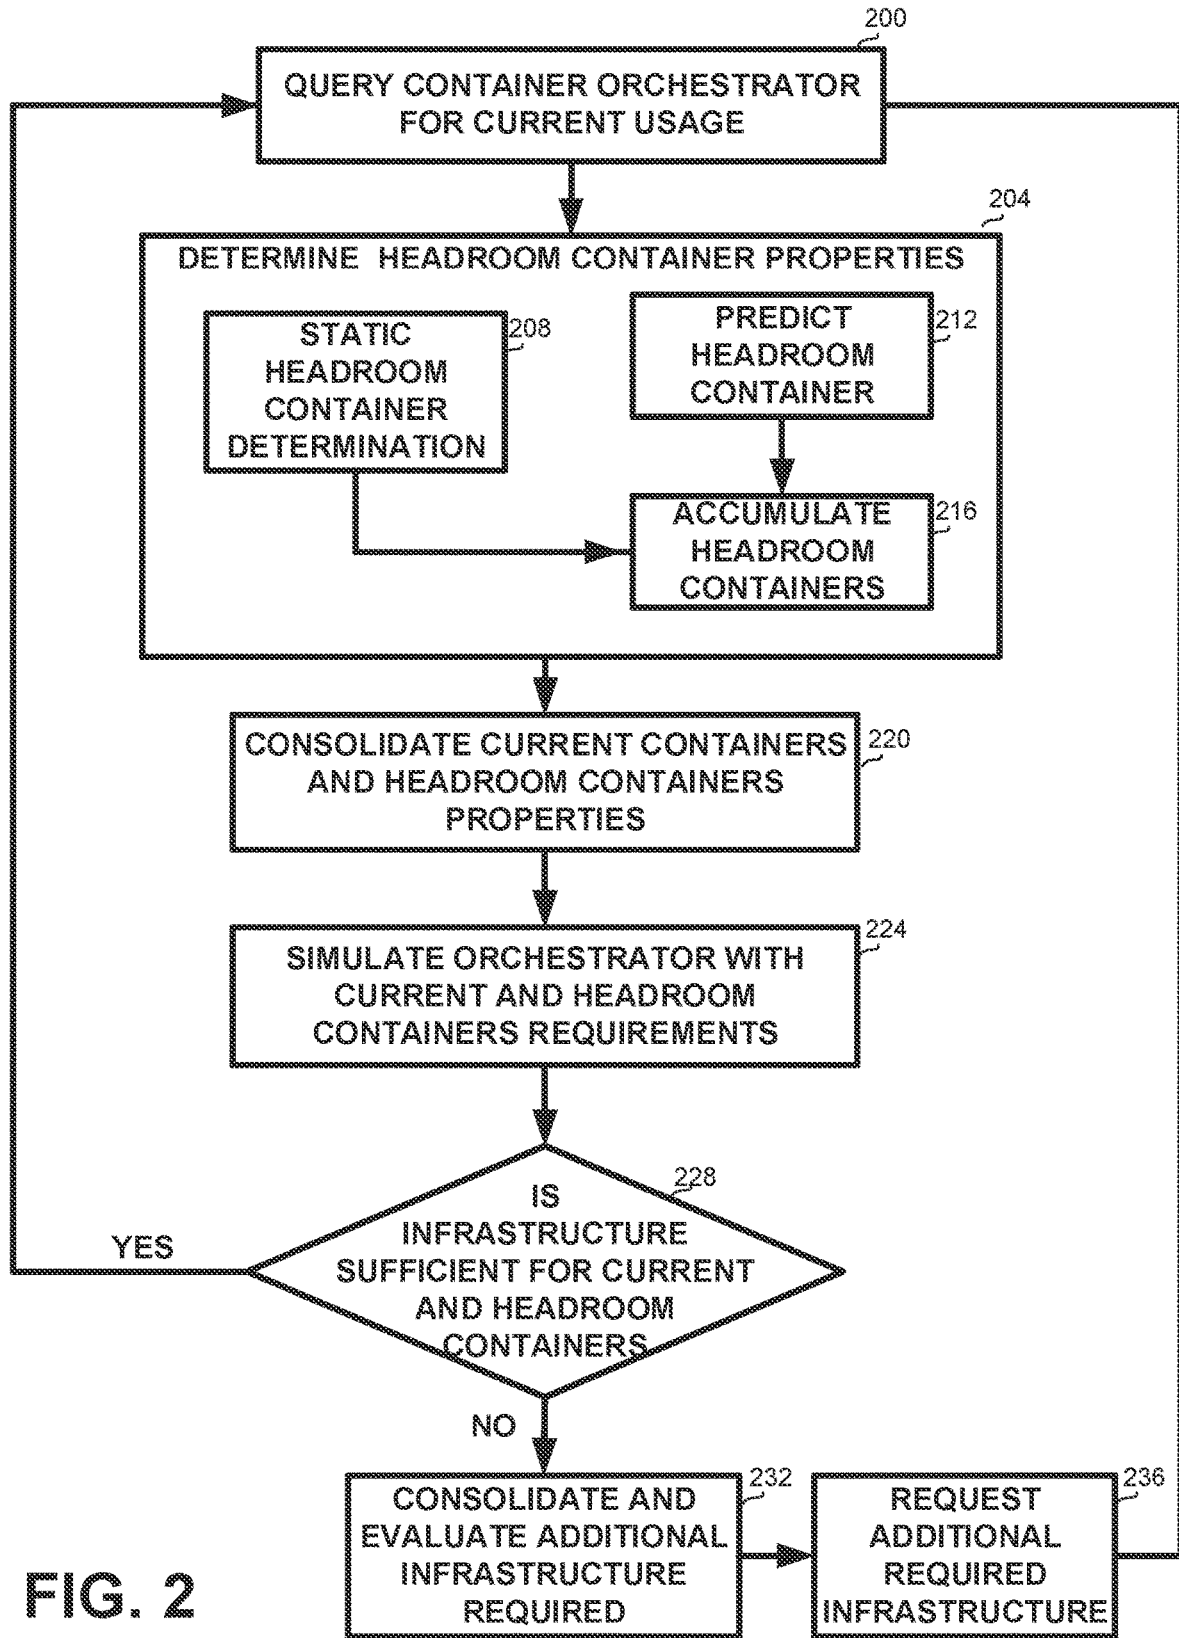 200
QUERY CONTAINER ORCHESTRATOR
FOR CURRENT USAGE
204
DETERMINE HEADROOM CONTAINER PROPERTIES
STATIC
HEADROOM
CONTAINER
DETERMINATION
208
PREDICT
HEADROOM
CONTAINER
212
ACCUMULATE
HEADROOM
CONTAINERS
216
CONSOLIDATE CURRENT CONTAINERS
AND HEADROOM CONTAINERS
PROPERTIES
220
SIMULATE ORCHESTRATOR WITH
CURRENT AND HEADROOM
CONTAINERS REQUIREMENTS
224
IS
INFRASTRUCTURE
SUFFICIENT FOR CURRENT
AND HEADROOM
CONTAINERS
228
YES
NO
CONSOLIDATE AND
EVALUATE ADDITIONAL
INFRASTRUCTURE
REQUIRED
232
REQUEST
ADDITIONAL
REQUIRED
INFRASTRUCTURE
236
FIG. 2